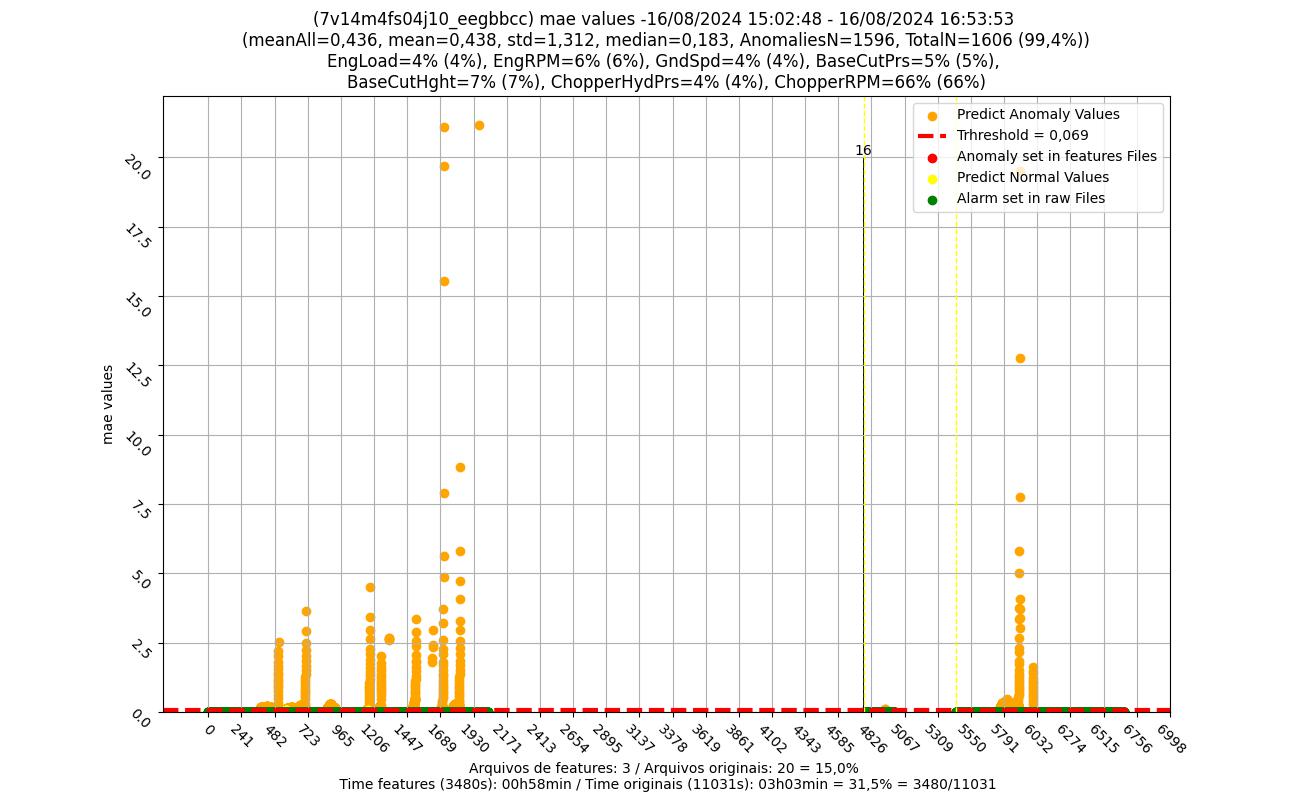 (7v14m4fs04j10_eegbbcc) mae values -16/08/2024 15:02:48 - 16/08/2024 16:53:53
(meanAll=0,436, mean=0,438, std=1,312, median=0,183, AnomaliesN=1596, TotalN=1606 (99,4%))
EngLoad=4% (4%), EngRPM=6% (6%), GndSpd=4% (4%), BaseCutPrs=5% (5%),
BaseCutHght=7% (7%), ChopperHydPrs=4% (4%), ChopperRPM=66% (66%)
Predict Anomaly Values
Trhreshold = 0,069
Anomaly set in features Files
Predict Normal Values
Alarm set in raw Files
16
mae values
20.0
17.5
15.0
12.5
10.0
7.5
5.0
2.5
0.0
0 241 482 723 965 1206 1447 1689 1930 2171 2413 2654 2895 3137 3378 3619 3861 4102 4343 4585 4826 5067 5309 5550 5791 6032 6274 6515 6756 6998
Arquivos de features: 3 / Arquivos originais: 20 = 15,0%
Time features (3480s): 00h58min / Time originais (11031s): 03h03min = 31,5% = 3480/11031